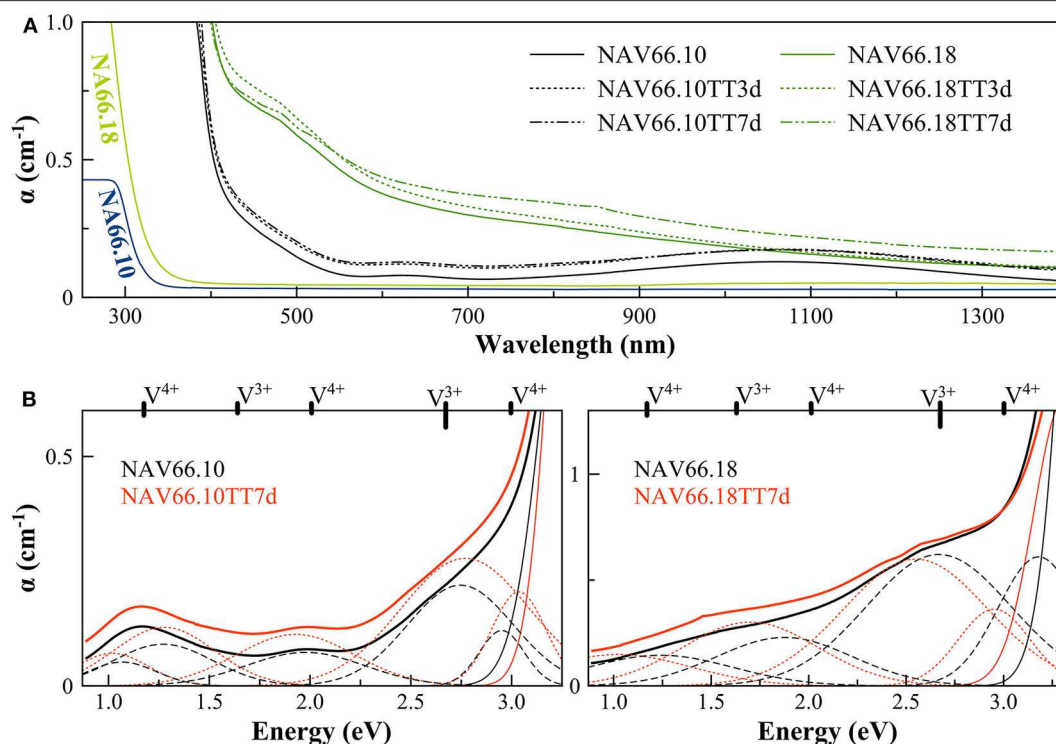 A
1.0
0.5
0
α (cm⁻¹)
NA66.18
NA66.10
NAV66.10 NAV66.18
NAV66.10TT3d NAV66.18TT3d
NAV66.10TT7d NAV66.18TT7d
300 500 700 900 1100 1300
Wavelength (nm)
B
V⁴⁺ V³⁺ V⁴⁺ V³⁺ V⁴⁺
0.5
0
α (cm⁻¹)
NAV66.10
NAV66.10TT7d
1.0 1.5 2.0 2.5 3.0
Energy (eV)
V⁴⁺ V³⁺ V⁴⁺ V³⁺ V⁴⁺
1
0
NAV66.18
NAV66.18TT7d
1.0 1.5 2.0 2.5 3.0
Energy (eV)